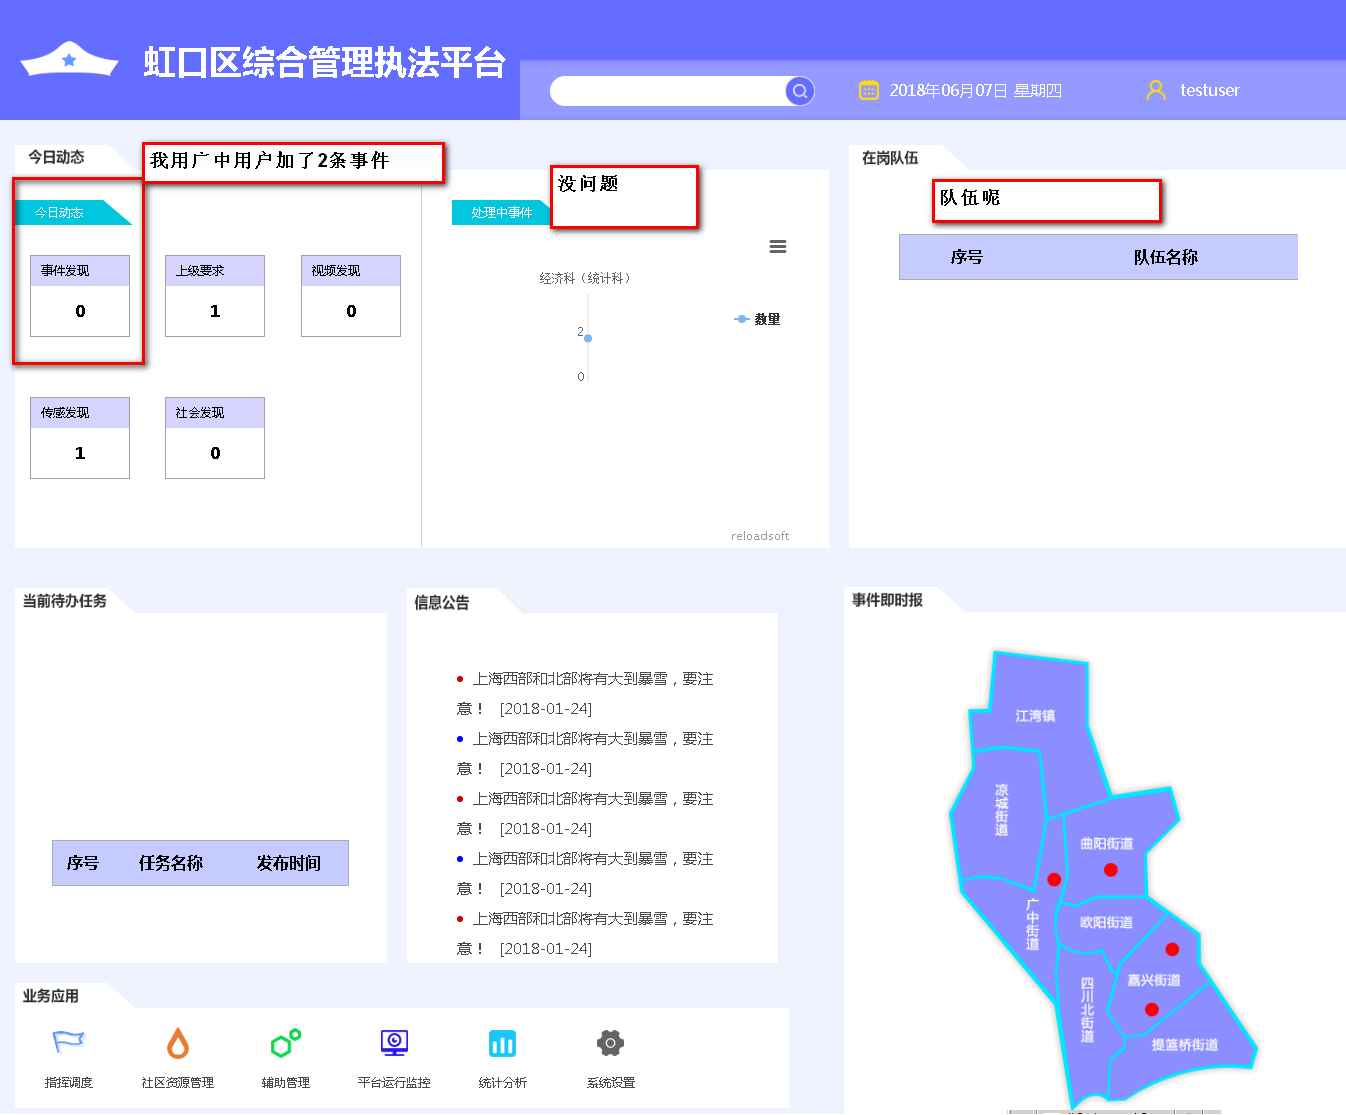 虹口区综合管理执法平台
2018年06月07日 星期四
testuser
今日动态
我用广中用户加了2条事件
今日动态
事件发现
0
上级要求
1
视频发现
0
传感发现
1
社会发现
0
处理中事件
没问题
经济科（统计科）
2
0
数量
reloadsoft
在岗队伍
队伍呢
序号 队伍名称
当前待办任务
序号 任务名称 发布时间
信息公告
上海西部和北部将有大到暴雪，要注
意！ [2018-01-24]
上海西部和北部将有大到暴雪，要注
意！ [2018-01-24]
上海西部和北部将有大到暴雪，要注
意！ [2018-01-24]
上海西部和北部将有大到暴雪，要注
意！ [2018-01-24]
上海西部和北部将有大到暴雪，要注
意！ [2018-01-24]
事件即时报
江湾镇
凉城街道
曲阳街道
广中街道
欧阳街道
嘉兴街道
四川北街道
提篮桥街道
业务应用
指挥调度
社区资源管理
辅助管理
平台运行监控
统计分析
系统设置